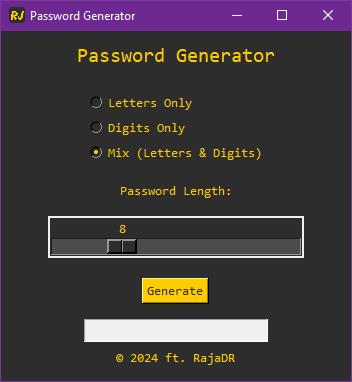 RJ Password Generator
Password Generator
Letters Only
Digits Only
Mix (Letters & Digits)
Password Length:
8
Generate
© 2024 ft. RajaDR